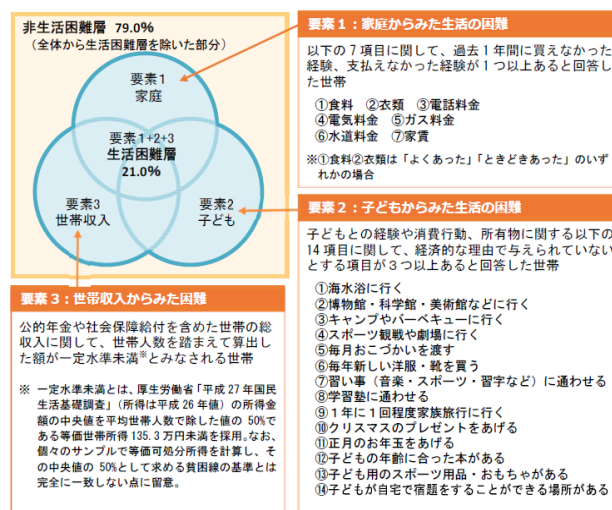 非生活困難層 79.0%
(全体から生活困難層を除いた部分)
要素1
家庭
要素1+2+3
生活困難層
21.0%
要素3
世帯収入
要素2
子ども
要素1：家庭からみた生活の困難
以下の7項目に関して、過去1年間に買えなかった
経験、支払えなかった経験が1つ以上あると回答し
た世帯
①食料 ②衣類 ③電話料金
④電気料金 ⑤ガス料金
⑥水道料金 ⑦家賃
※①食料②衣類は「よくあった」「ときどきあった」のいず
れかの場合
要素2：子どもからみた生活の困難
子どもとの経験や消費行動、所有物に関する以下の
14項目に関して、経済的な理由で与えられていない
とする項目が3つ以上あると回答した世帯
①海水浴に行く
②博物館・科学館・美術館などに行く
③キャンプやバーベキューに行く
④スポーツ観戦や劇場に行く
⑤毎月おこづかいを渡す
⑥毎年新しい洋服・靴を買う
⑦習い事（音楽・スポーツ・習字など）に通わせる
⑧学習塾に通わせる
⑨1年に1回程度家族旅行に行く
⑩クリスマスのプレゼントをあげる
⑪正月のお年玉をあげる
⑫子どもの年齢に合った本がある
⑬子ども用のスポーツ用品・おもちゃがある
⑭子どもが自宅で宿題をすることができる場所がある
要素3：世帯収入からみた困難
公的年金や社会保障給付を含めた世帯の総
収入に関して、世帯人数を踏まえて算出し
た額が一定水準未満※とみなされる世帯
※ 一定水準未満とは、厚生労働省「平成27年国民
生活基礎調査」（所得は平成26年値）の所得金
額の中央値を平均世帯人数で除した値の50%で
ある等価世帯所得135.3万円未満を採用。なお、
個々のサンプルで等価可処分所得を計算し、そ
の中央値の50%として求める貧困線の基準とは
完全に一致しない点に留意。